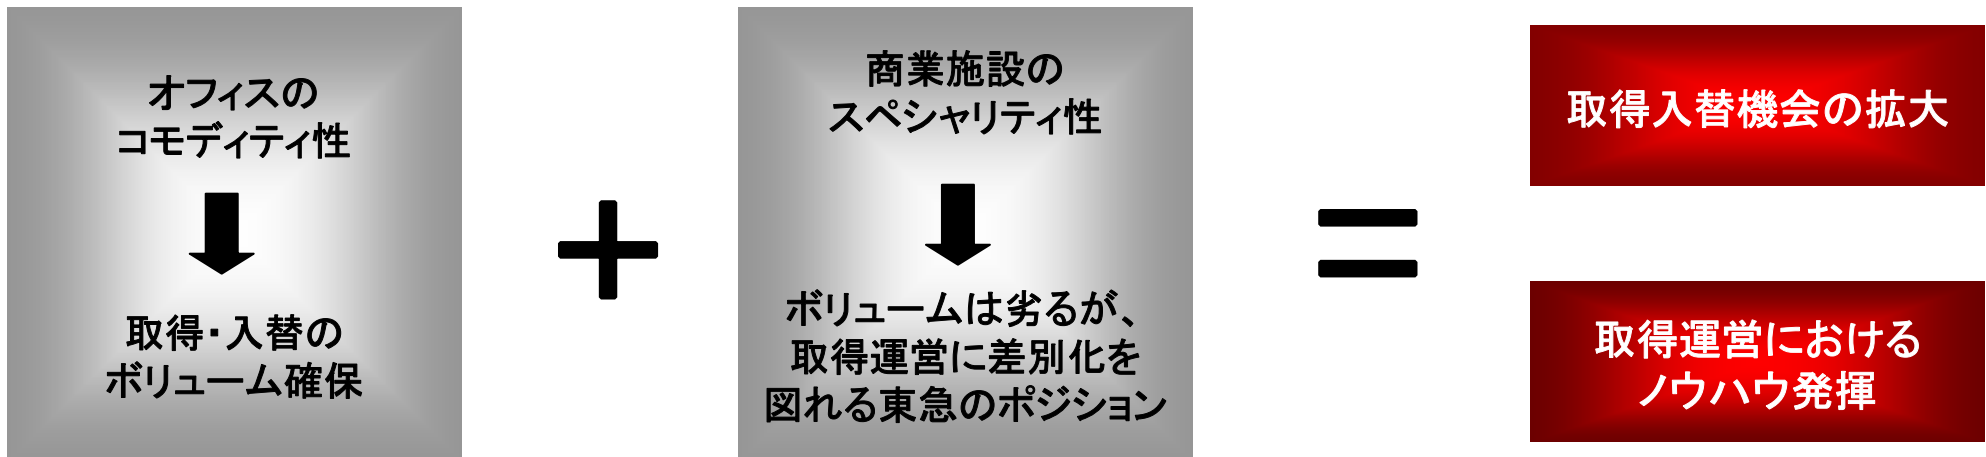 オフィスの
コモディティ性
取得・入替の
ボリューム確保
+
商業施設の
スペシャリティ性
ボリュームは劣るが、
取得運営に差別化を
図れる東急のポジション
=
取得入替機会の拡大
取得運営における
ノウハウ発揮